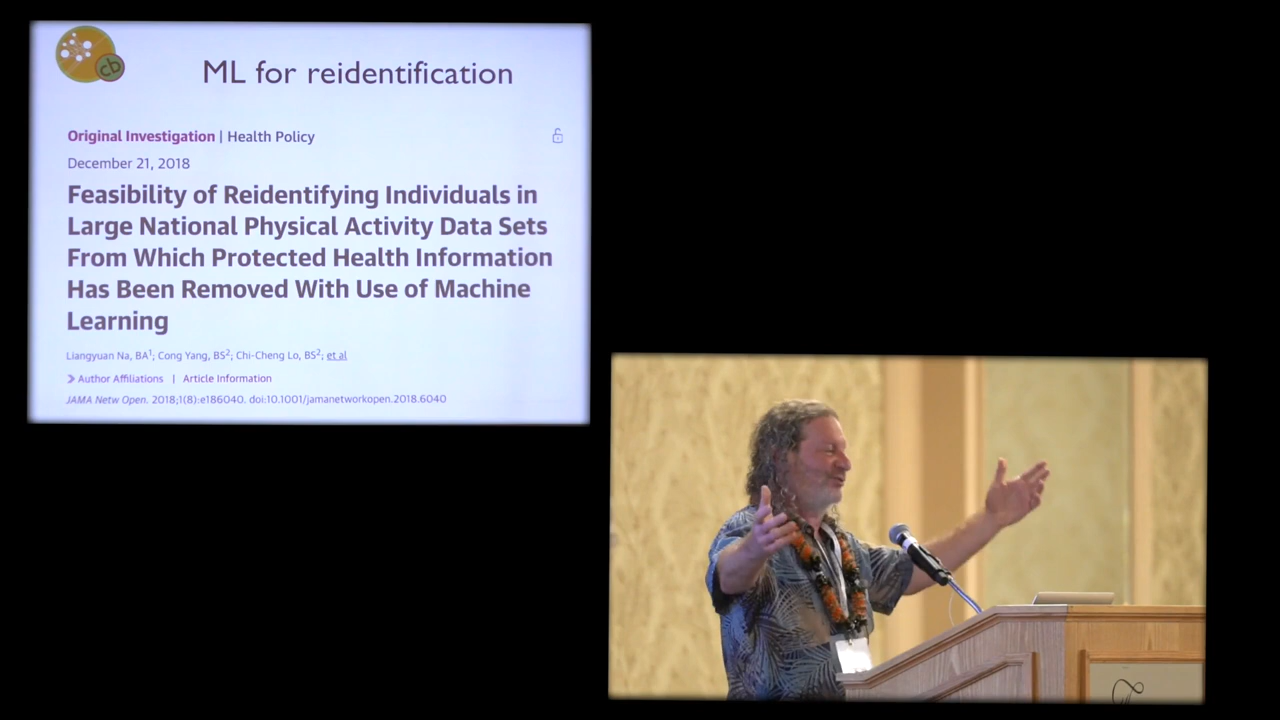 cb
ML for reidentification
Original Investigation | Health Policy
December 21, 2018
Feasibility of Reidentifying Individuals in
Large National Physical Activity Data Sets
From Which Protected Health Information
Has Been Removed With Use of Machine
Learning
Liangyuan Na, BA1; Cong Yang, BS2; Chi-Cheng Lo, BS2; et al
Author Affiliations | Article Information
JAMA Netw Open. 2018;1(8):e186040. doi:10.1001/jamanetworkopen.2018.6040